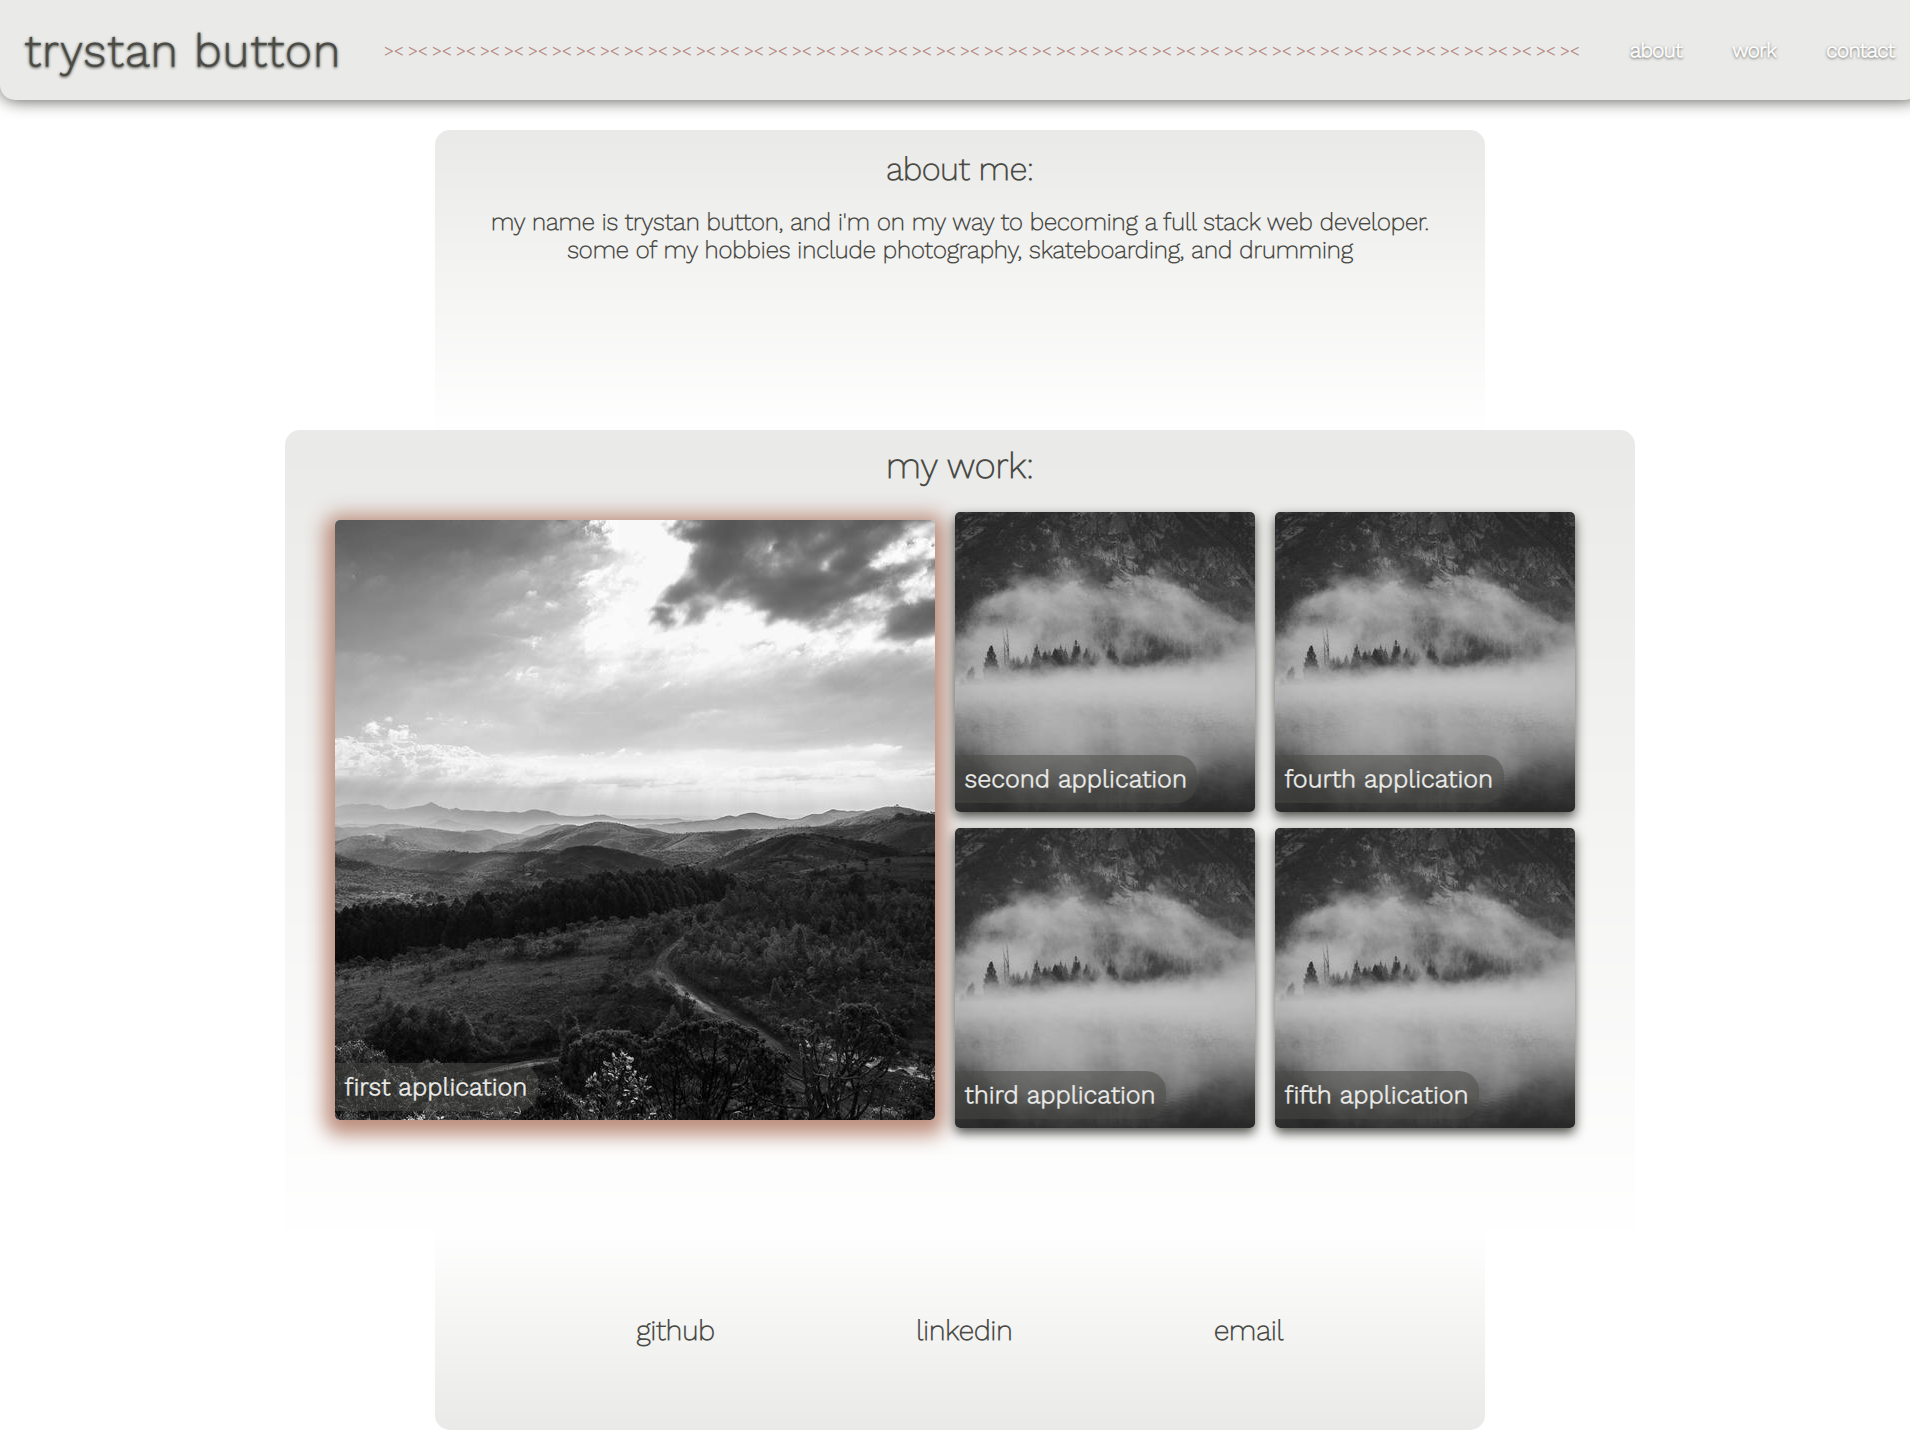 trystan button
>< >< >< >< >< >< >< >< >< >< >< >< >< >< >< >< >< >< >< >< >< >< >< >< >< >< >< >< >< >< >< >< >< >< >< >< >< >< >< >< >< >< >< >< >< >< >< >< >< ><
about work contact
about me:
my name is trystan button, and i'm on my way to becoming a full stack web developer.
some of my hobbies include photography, skateboarding, and drumming
my work:
first application
second application
fourth application
third application
fifth application
github linkedin email